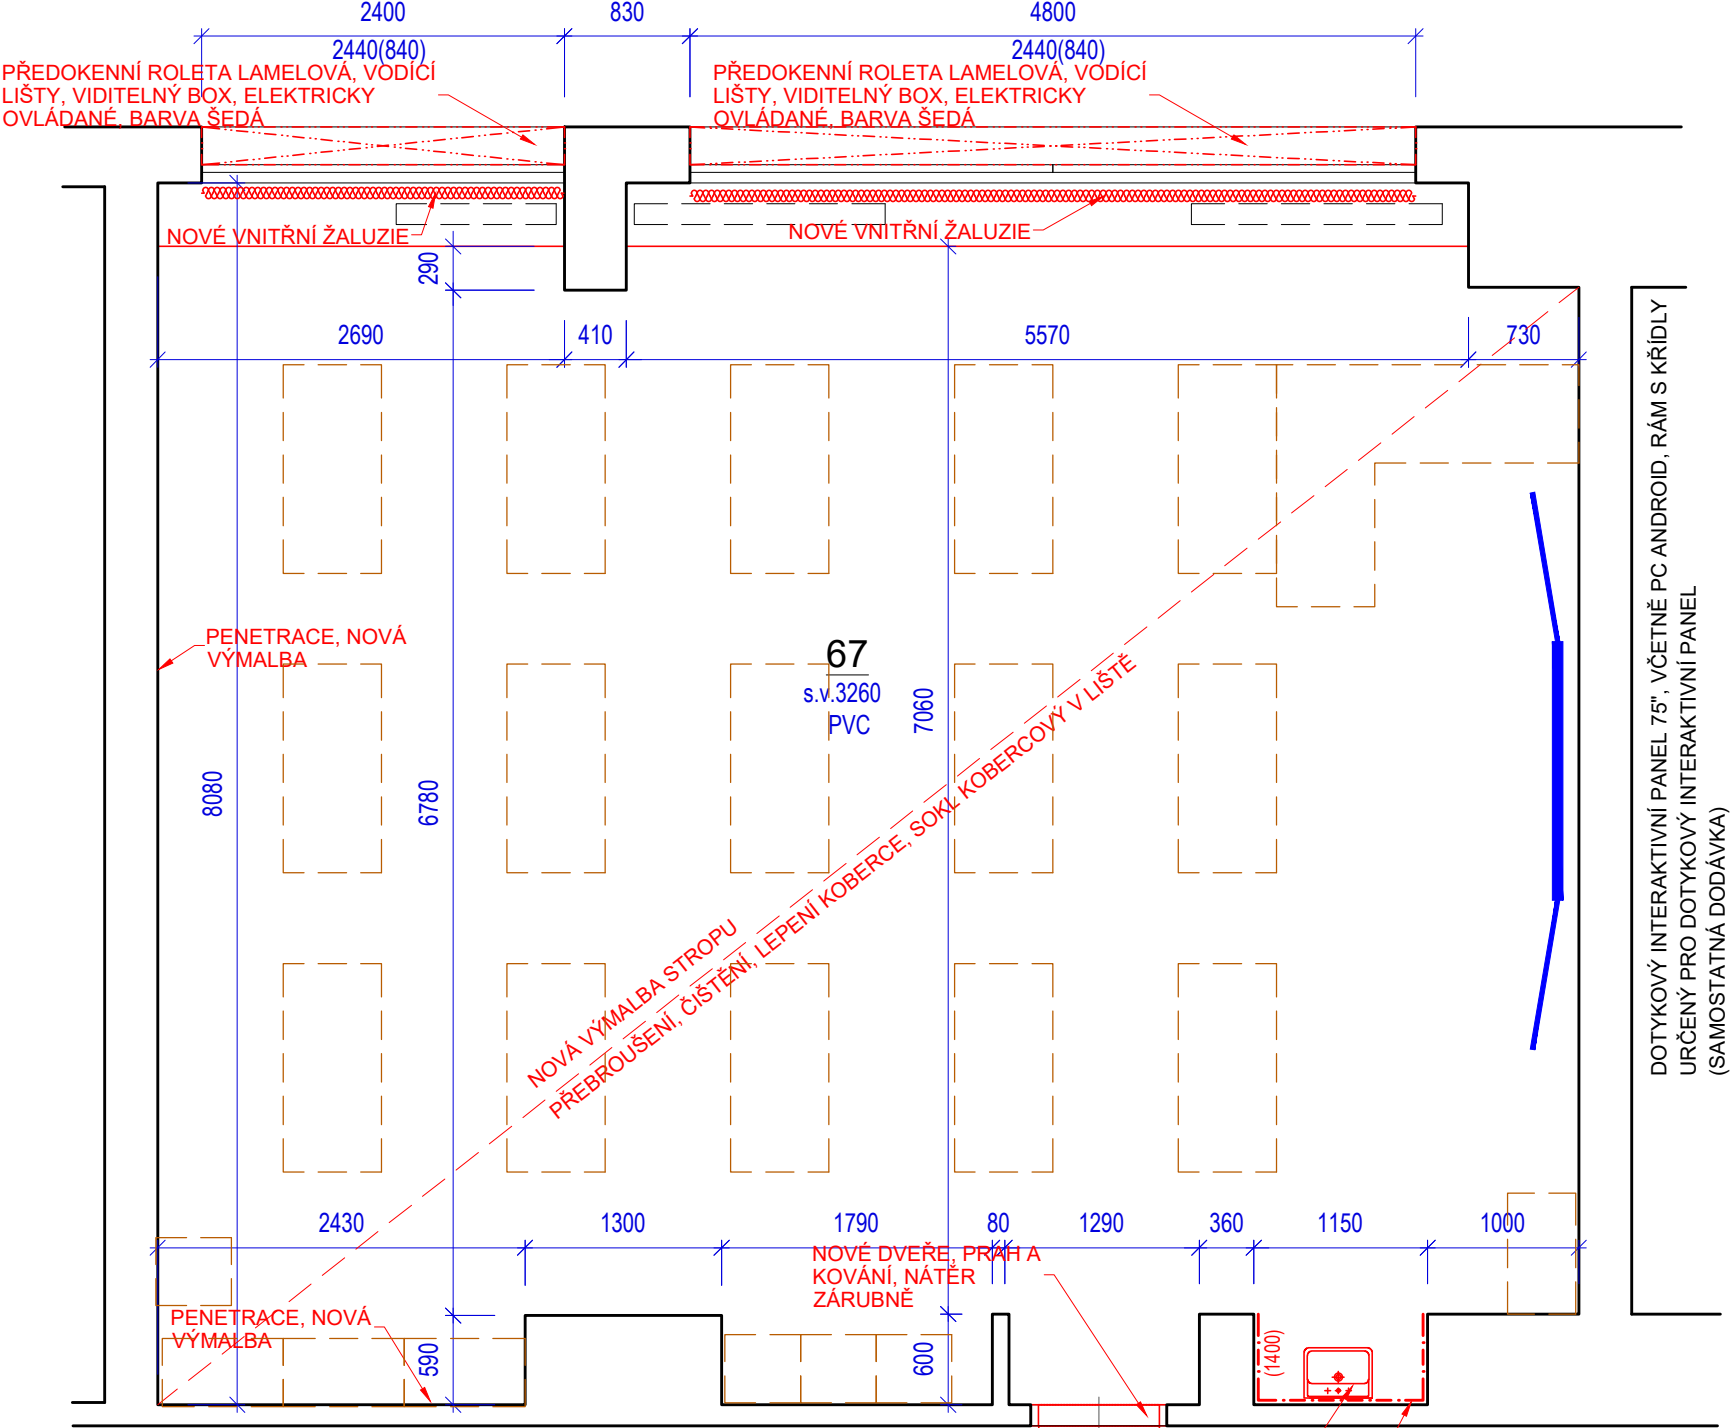 2400
830
4800
2440(840)
2440(840)
PŘEDOKENNÍ ROLETA LAMELOVÁ, VODÍCÍ
LIŠTY, VIDITELNÝ BOX, ELEKTRICKY
OVLÁDANÉ, BARVA ŠEDÁ
PŘEDOKENNÍ ROLETA LAMELOVÁ, VODÍCÍ
LIŠTY, VIDITELNÝ BOX, ELEKTRICKY
OVLÁDANÉ, BARVA ŠEDÁ
NOVÉ VNITŘNÍ ŽALUZIE
NOVÉ VNITŘNÍ ŽALUZIE
290
2690
410
5570
730
PENETRACE, NOVÁ
VÝMALBA
67
s.v.3260
PVC
7060
8080
6780
NOVÁ VÝMALBA STROPU
PŘEBROUŠENÍ, ČIŠTĚNÍ, LEPENÍ KOBERCE, SOKL KOBERCOVÝ V LIŠTĚ
DOTYKOVÝ INTERAKTIVNÍ PANEL 75", VČETNĚ PC ANDROID, RÁM S KŘÍDLY
URČENÝ PRO DOTYKOVÝ INTERAKTIVNÍ PANEL
(SAMOSTATNÁ DODÁVKA)
2430
1300
1790
80
1290
360
1150
1000
NOVÉ DVEŘE, PRÁH A
KOVÁNÍ, NÁTĚR
ZÁRUBNĚ
PENETRACE, NOVÁ
VÝMALBA
590
600
(1400)